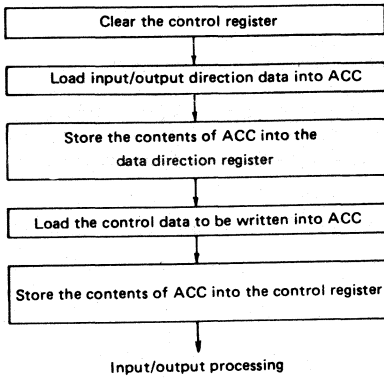 Clear the control register
Load input/output direction data into ACC
Store the contents of ACC into the
data direction register
Load the control data to be written into ACC
Store the contents of ACC into the control register
Input/output processing